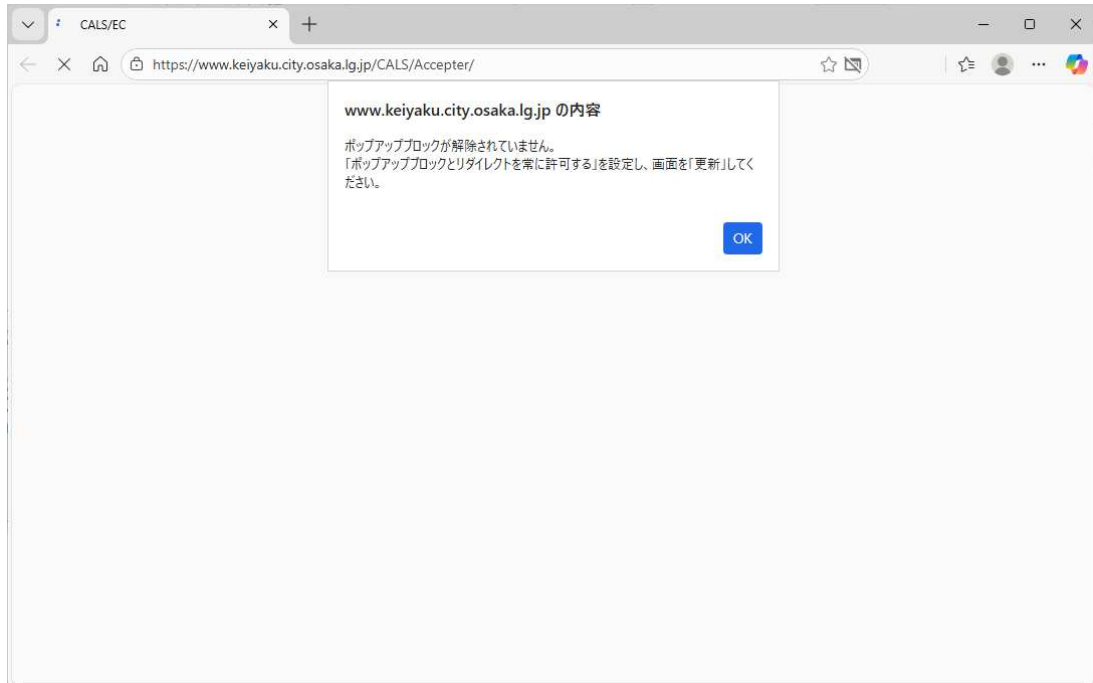 CALS/EC
https://www.keiyaku.city.osaka.lg.jp/CALS/Accepter/
www.keiyaku.city.osaka.lg.jp の内容
ポップアップブロックが解除されていません。
「ポップアップブロックとリダイレクトを常に許可する」を設定し、画面を「更新」してく
ださい。
OK